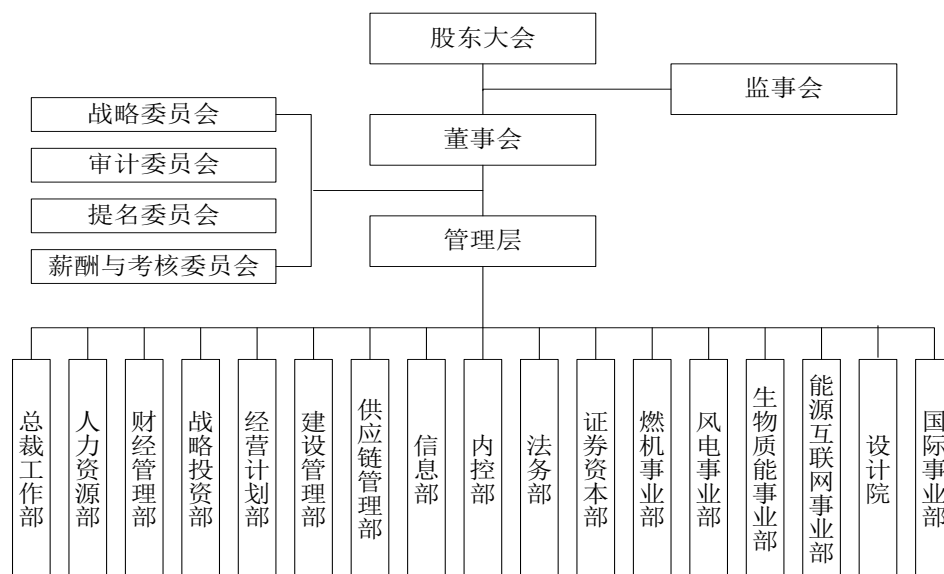 股东大会
监事会
战略委员会
董事会
审计委员会
提名委员会
管理层
薪酬与考核委员会
总裁工作部
人力资源部
财经管理部
战略投资部
经营计划部
建设管理部
供应链管理部
信息部
内控部
法务部
证券资本部
燃机事业部
风电事业部
生物质能事业部
能源互联网事业部
设计院
国际事业部